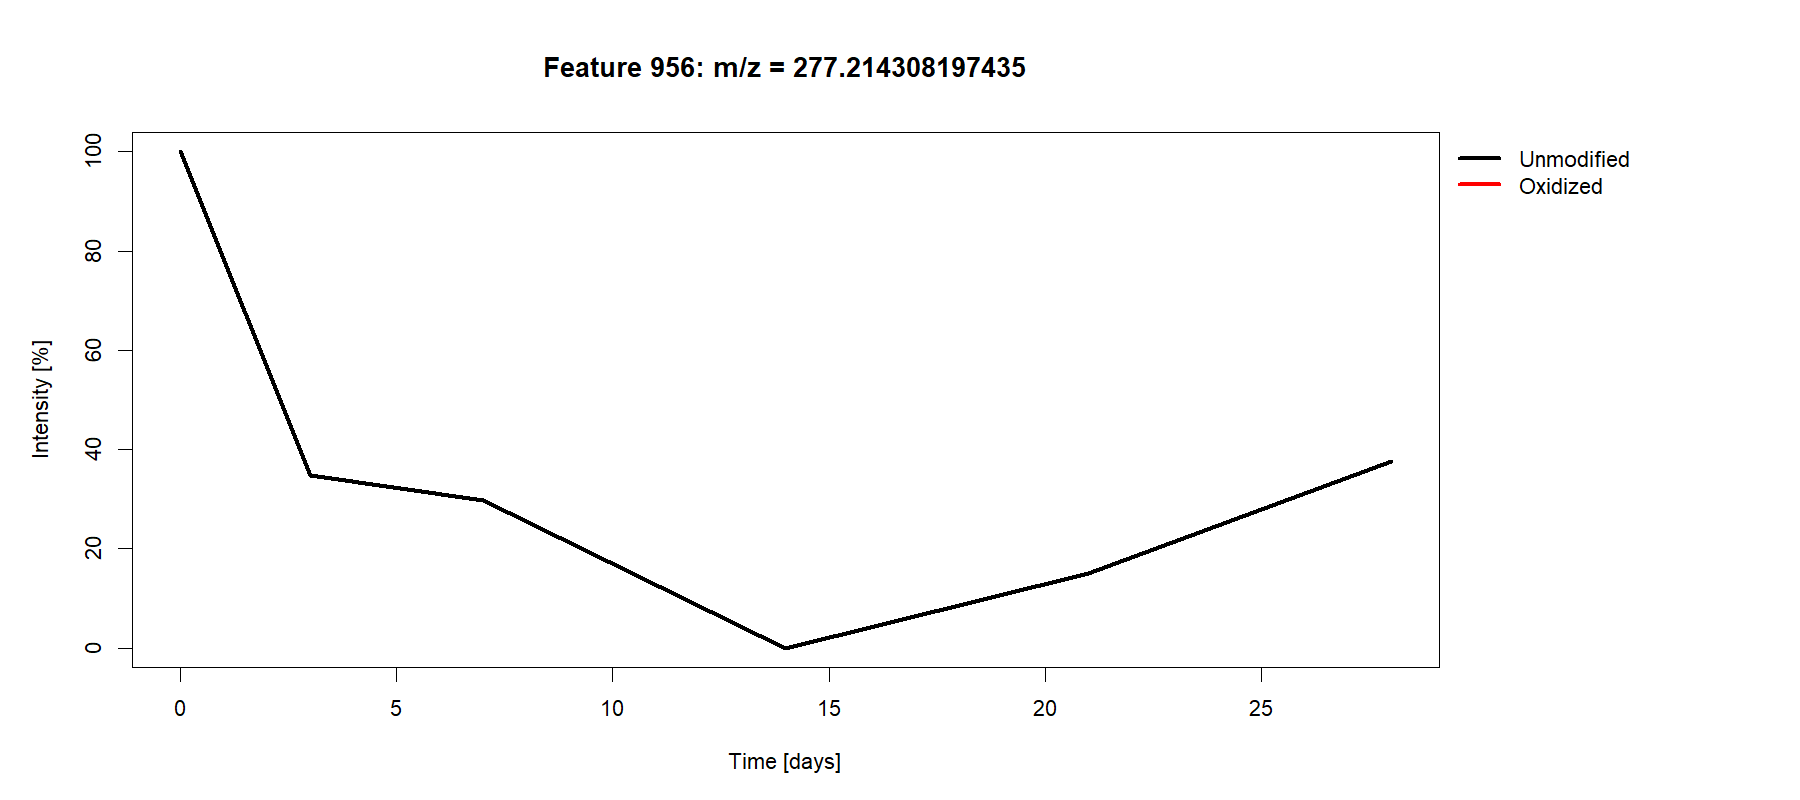 Feature 956: m/z = 277.214308197435
Unmodified
Oxidized
Intensity [%]
100
80
60
40
20
0
0 5 10 15 20 25
Time [days]